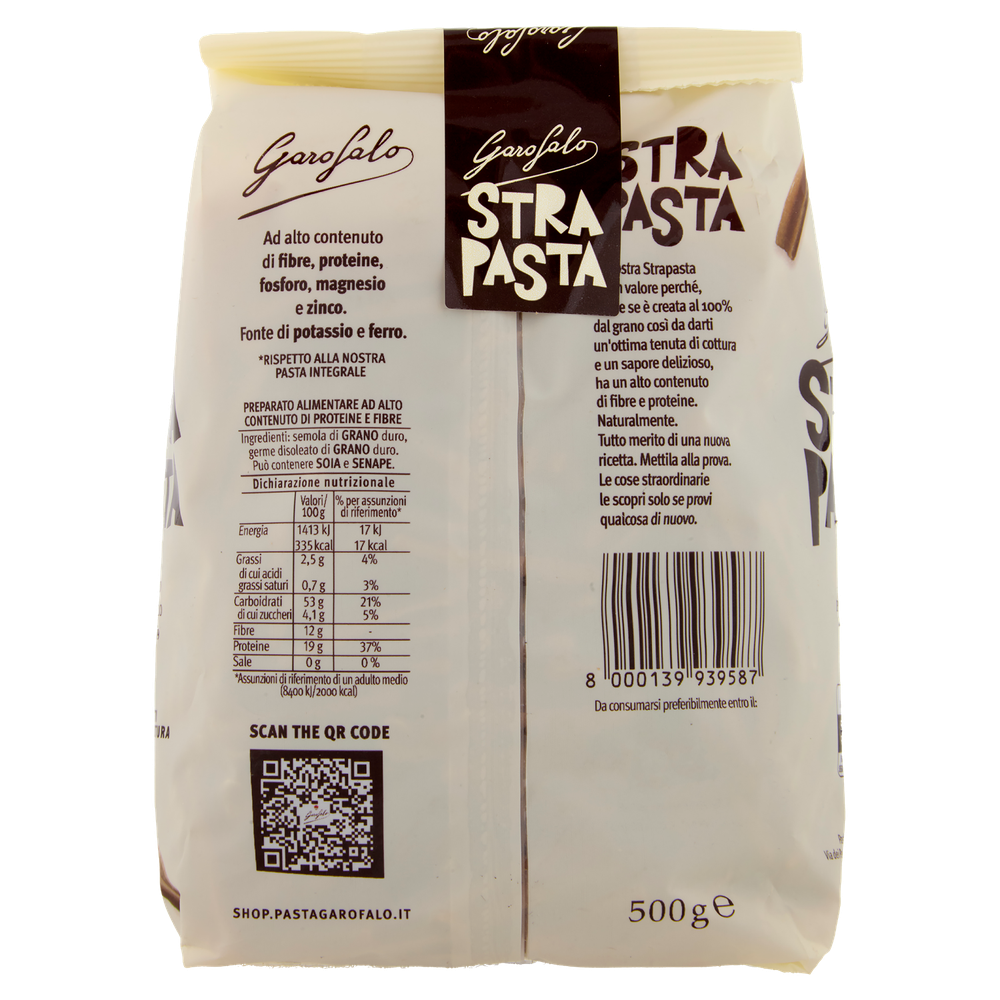 Garofalo
Garofalo
STRA
PASTA
Garofalo
Ad alto contenuto
di fibre, proteine,
fosforo, magnesio
e zinco.
Fonte di potassio e ferro.
*RISPETTO ALLA NOSTRA
PASTA INTEGRALE
PREPARATO ALIMENTARE AD ALTO
CONTENUTO DI PROTEINE E FIBRE
Ingredienti: semola di GRANO duro,
germe disoleato di GRANO duro.
Può contenere SOIA e SENAPE.
Dichiarazione nutrizionale
Valori/ 100g % per assunzioni di riferimento*
Energia 1413 kJ 17 kJ
335 kcal 17 kcal
Grassi 2,5 g 4%
di cui acidi
grassi saturi 0,7 g 3%
Carboidrati 53 g 21%
di cui zuccheri 4,1 g 5%
Fibre 12 g -
Proteine 19 g 37%
Sale 0 g 0 %
*Assunzioni di riferimento di un adulto medio
(8400 kJ/2000 kcal)
SCAN THE QR CODE
Garofalo
SHOP.PASTAGAROFALO.IT
STRA
PASTA
Strapasta
valore perché,
se è creata al 100%
dal grano così da darti
un'ottima tenuta di cottura
e un sapore delizioso,
ha un alto contenuto
di fibre e proteine.
Naturalmente.
Tutto merito di una nuova
ricetta. Mettila alla prova.
Le cose straordinarie
le scopri solo se provi
qualcosa di nuovo.
8 000139 939587
Da consumarsi preferibilmente entro il:
500 g e